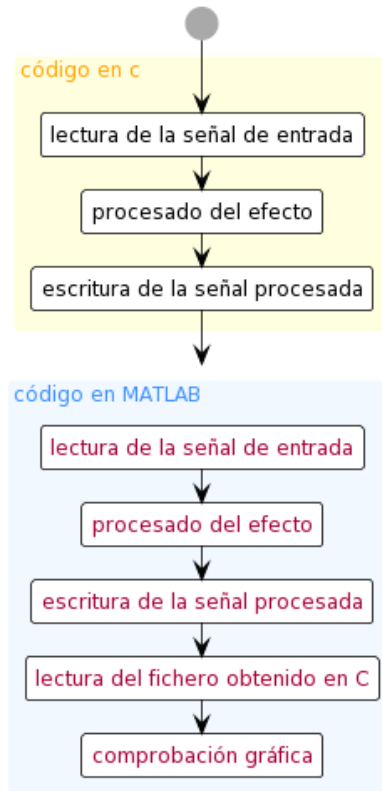 código en c
lectura de la señal de entrada
procesado del efecto
escritura de la señal procesada
código en MATLAB
lectura de la señal de entrada
procesado del efecto
escritura de la señal procesada
lectura del fichero obtenido en C
comprobación gráfica